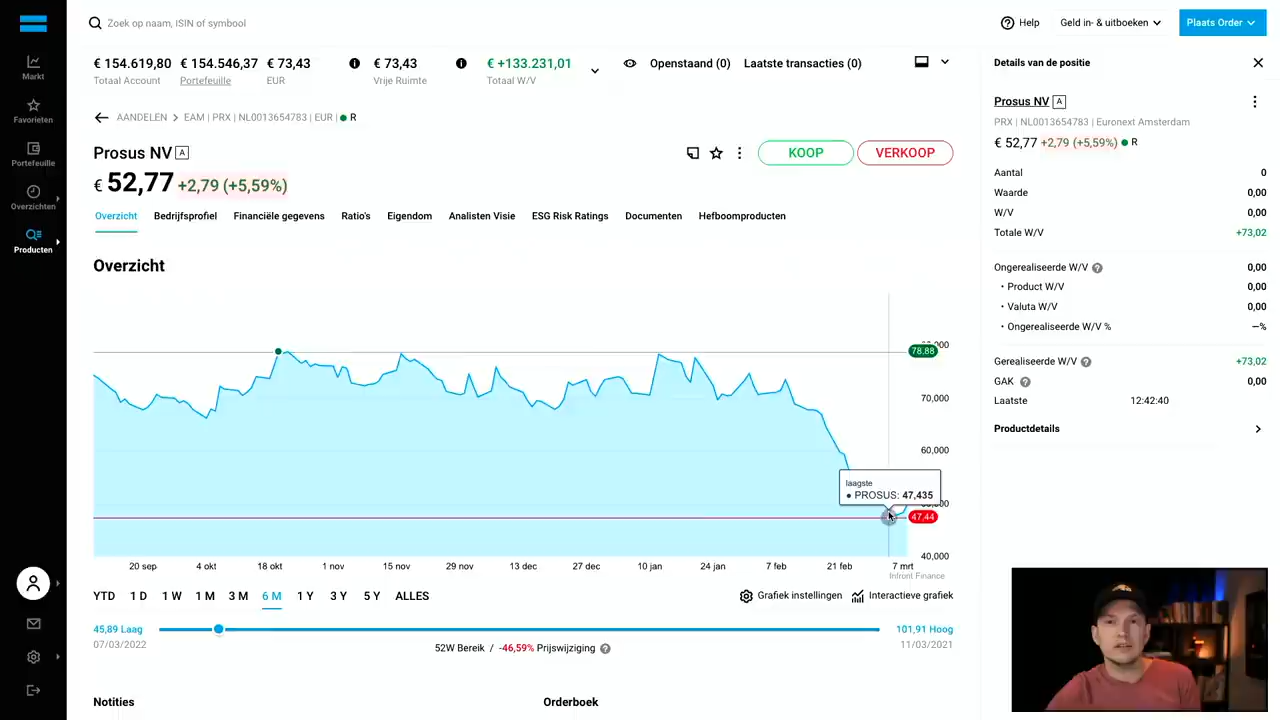 Zoek op naam, ISIN of symbool
Help
Geld in- & uitboeken
Plaats Order
Markt
Favorieten
Portefeuille
Overzichten
Producten
€ 154.619,80
Totaal Account
€ 154.546,37
Portefeuille
€ 73,43
EUR
€ 73,43
Vrije Ruimte
€ +133.231,01
Totaal W/V
Openstaand (0)
Laatste transacties (0)
AANDELEN > EAM | PRX | NL0013654783 | EUR | R
Prosus NV A
KOOP
VERKOOP
€ 52,77 +2,79 (+5,59%)
Overzicht
Bedrijfsprofiel
Financiële gegevens
Ratio's
Eigendom
Analisten Visie
ESG Risk Ratings
Documenten
Hefboomproducten
Overzicht
78,88
70,000
60,000
laagste
● PROSUS: 47,435
47,44
40,000
20 sep
4 okt
18 okt
1 nov
15 nov
29 nov
13 dec
27 dec
10 jan
24 jan
7 feb
21 feb
7 mrt
Infront Finance
YTD
1 D
1 W
1 M
3 M
6 M
1 Y
3 Y
5 Y
ALLES
Grafiek instellingen
Interactieve grafiek
45,89 Laag
07/03/2022
101,91 Hoog
11/03/2021
52W Bereik / -46,59% Prijswijziging
Notities
Orderboek
Details van de positie
Prosus NV A
PRX | NL0013654783 | Euronext Amsterdam
€ 52,77 +2,79 (+5,59%) R
Aantal 0
Waarde 0,00
W/V 0,00
Totale W/V +73,02
Ongerealiseerde W/V 0,00
• Product W/V 0,00
• Valuta W/V 0,00
• Ongerealiseerde W/V % —%
Gerealiseerde W/V +73,02
GAK 0,00
Laatste 12:42:40
Productdetails